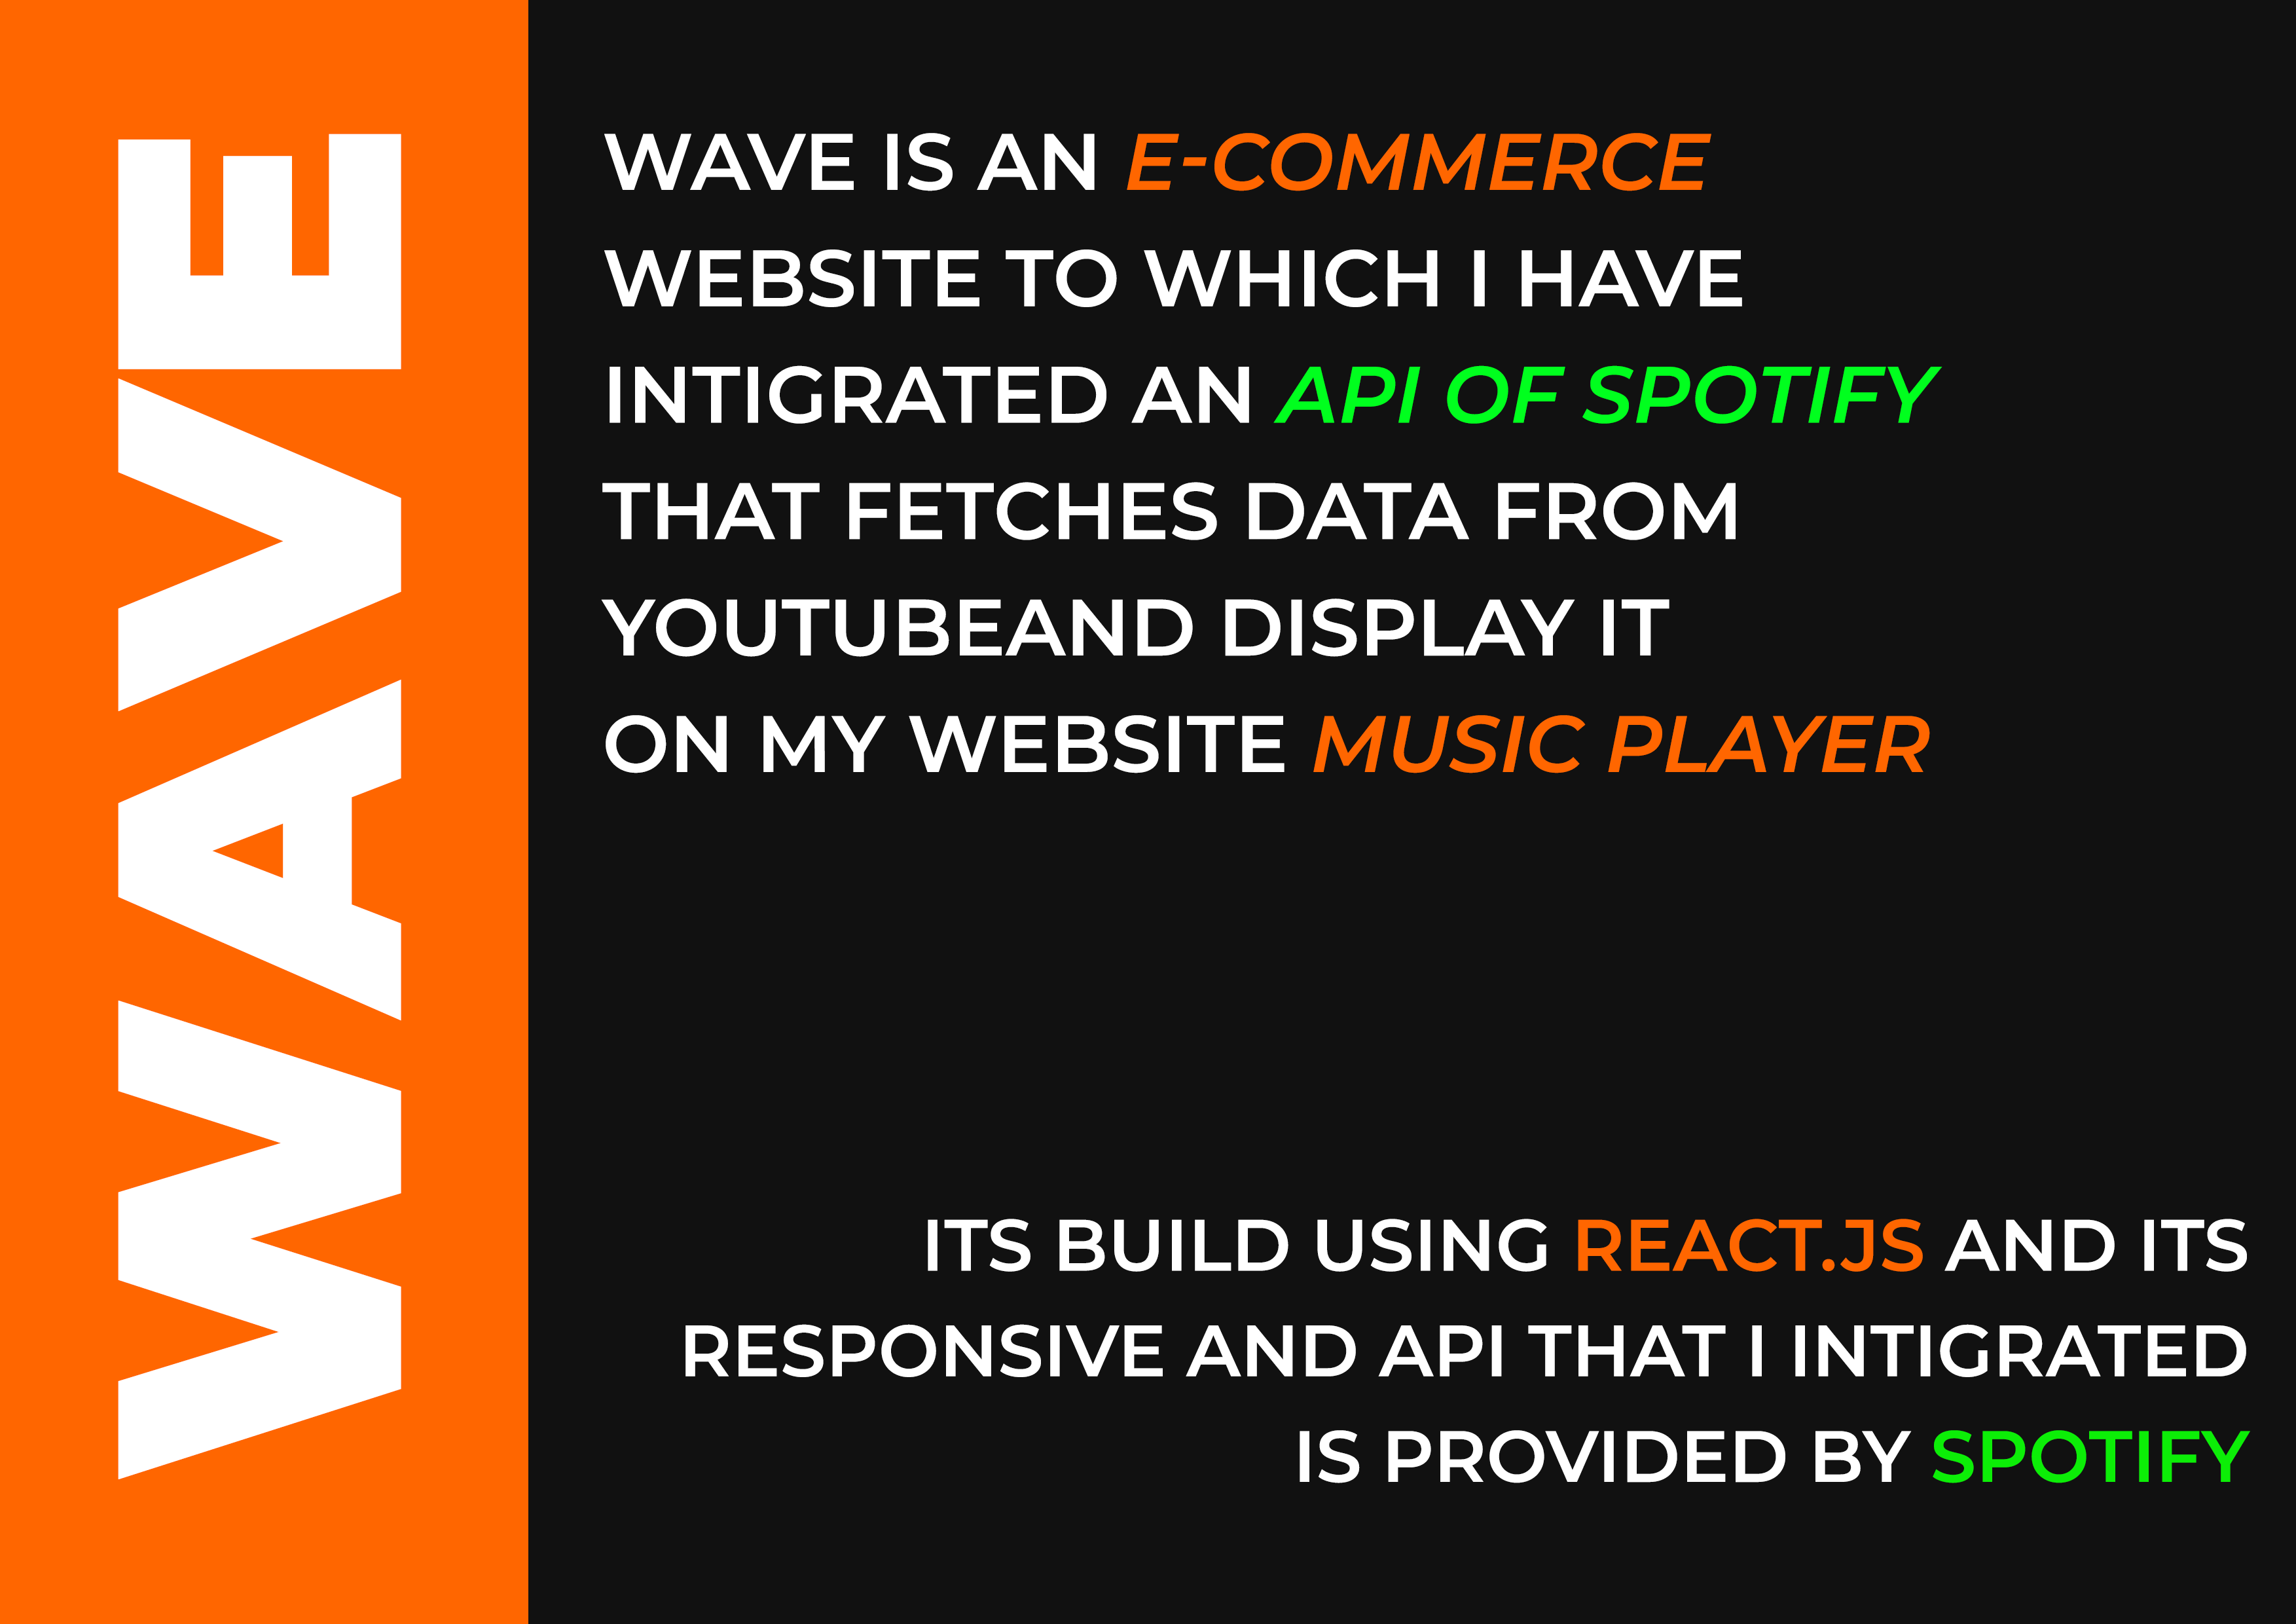 WAVE
WAVE IS AN E-COMMERCE
WEBSITE TO WHICH I HAVE
INTIGRATED AN API OF SPOTIFY
THAT FETCHES DATA FROM
YOUTUBEAND DISPLAY IT
ON MY WEBSITE MUSIC PLAYER
ITS BUILD USING REACT.JS AND ITS
RESPONSIVE AND API THAT I INTIGRATED
IS PROVIDED BY SPOTIFY